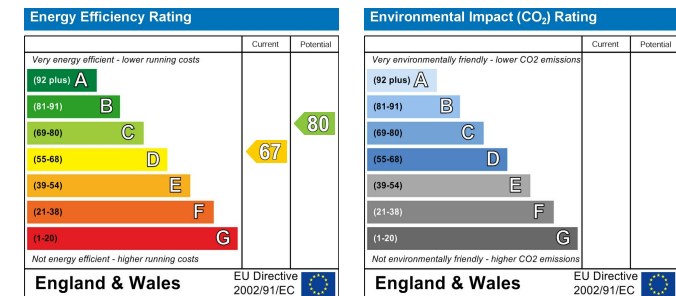 Energy Efficiency Rating
Current Potential
Very energy efficient - lower running costs
(92 plus) A
(81-91) B
(69-80) C
(55-68) D
(39-54) E
(21-38) F
(1-20) G
67
80
Not energy efficient - higher running costs
England & Wales
EU Directive
2002/91/EC
Environmental Impact (CO₂) Rating
Current Potential
Very environmentally friendly - lower CO2 emissions
(92 plus) A
(81-91) B
(69-80) C
(55-68) D
(39-54) E
(21-38) F
(1-20) G
Not environmentally friendly - higher CO2 emissions
England & Wales
EU Directive
2002/91/EC